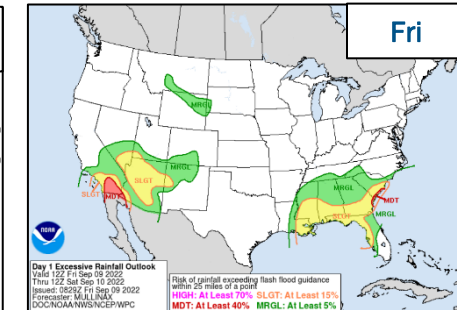 Fri
MRGL
SLGT
MRGL
SLGT
MDT
MRGL
SLGT
MDT
MRGL
noaa
Day 1 Excessive Rainfall Outlook
Valid 12Z Fri Sep 09 2022
Thru 12Z Sat Sep 10 2022
Issued: 0829Z Fri Sep 09 2022
Forecaster: MULLINAX
DOC/NOAA/NWS/NCEP/WPC
Risk of rainfall exceeding flash flood guidance
within 25 miles of a point
HIGH: At Least 70% SLGT: At Least 15%
MDT: At Least 40% MRGL: At Least 5%